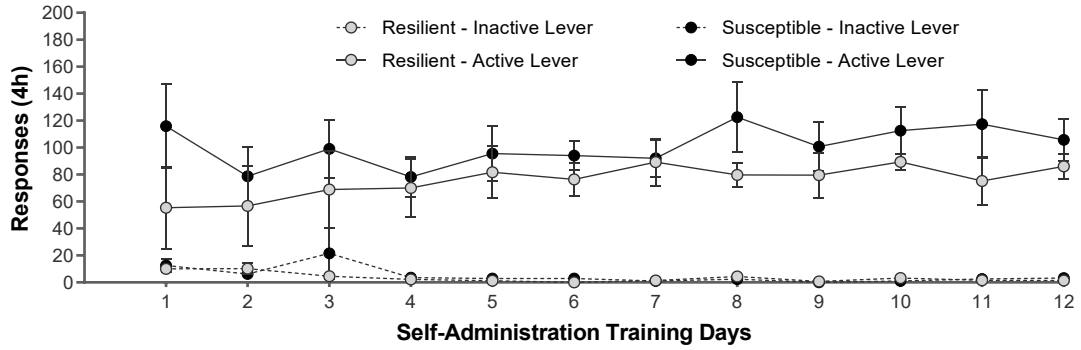 200
180
160
140
120
100
80
60
40
20
0
Responses (4h)
Resilient - Inactive Lever
Susceptible - Inactive Lever
Resilient - Active Lever
Susceptible - Active Lever
1 2 3 4 5 6 7 8 9 10 11 12
Self-Administration Training Days